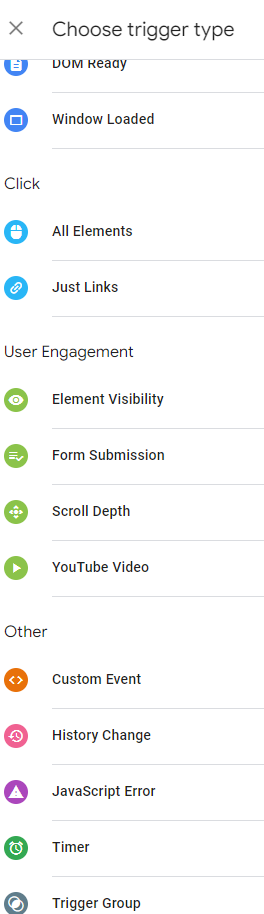 Choose trigger type
DOM Ready
Window Loaded
Click
All Elements
Just Links
User Engagement
Element Visibility
Form Submission
Scroll Depth
YouTube Video
Other
Custom Event
History Change
JavaScript Error
Timer
Trigger Group